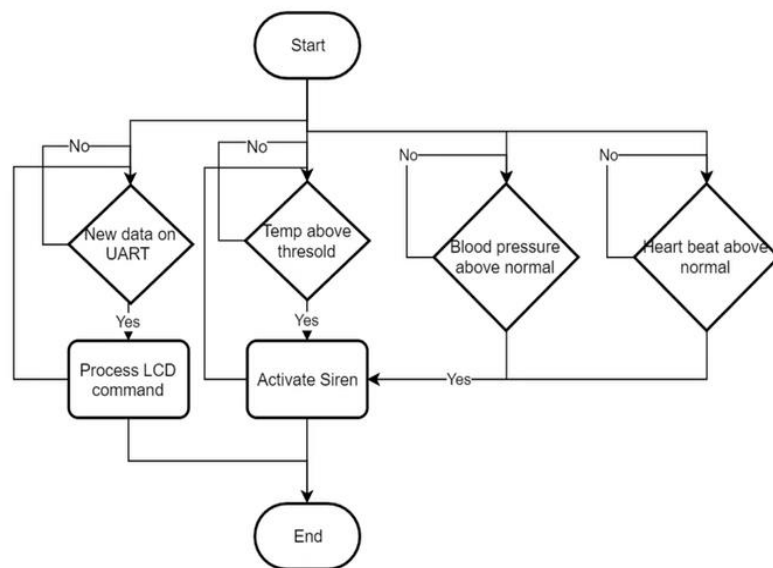 Start
No
No
No
No
New data on
UART
Temp above
thresold
Blood pressure
above normal
Heart beat above
normal
Yes
Yes
Process LCD
command
Activate Siren
Yes
End